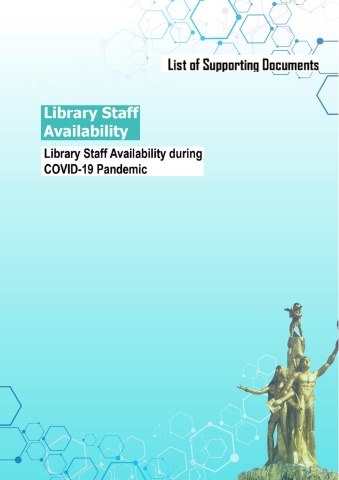 List of Supporting Documents
Library Staff
Availability
Library Staff Availability during
COVID-19 Pandemic